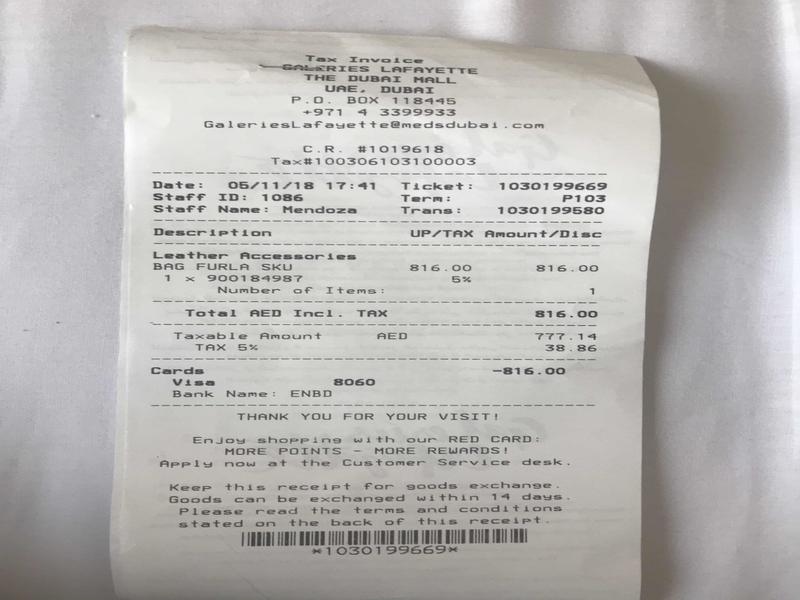 Tax Invoice
GALERIES LAFAYETTE
THE DUBAI MALL
UAE, DUBAI
P.O. BOX 118445
+971 4 3399933
GaleriesLafayette@medsdubai.com
C.R. #1019618
Tax#100306103100003
Date: 05/11/18 17:41 Ticket: 1030199669
Staff ID: 1086 Term: P103
Staff Name: Mendoza Trans: 1030199580
Description UP/TAX Amount/Disc
Leather Accessories
BAG FURLA SKU 816.00 816.00
1 x 900184987 5%
Number of Items: 1
Total AED Incl. TAX 816.00
Taxable Amount AED 777.14
TAX 5% 38.86
Cards -816.00
Visa 8060
Bank Name: ENBD
THANK YOU FOR YOUR VISIT!
Enjoy shopping with our RED CARD:
MORE POINTS - MORE REWARDS!
Apply now at the Customer Service desk.
Keep this receipt for goods exchange.
Goods can be exchanged within 14 days.
Please read the terms and conditions
stated on the back of this receipt.
*1030199669*